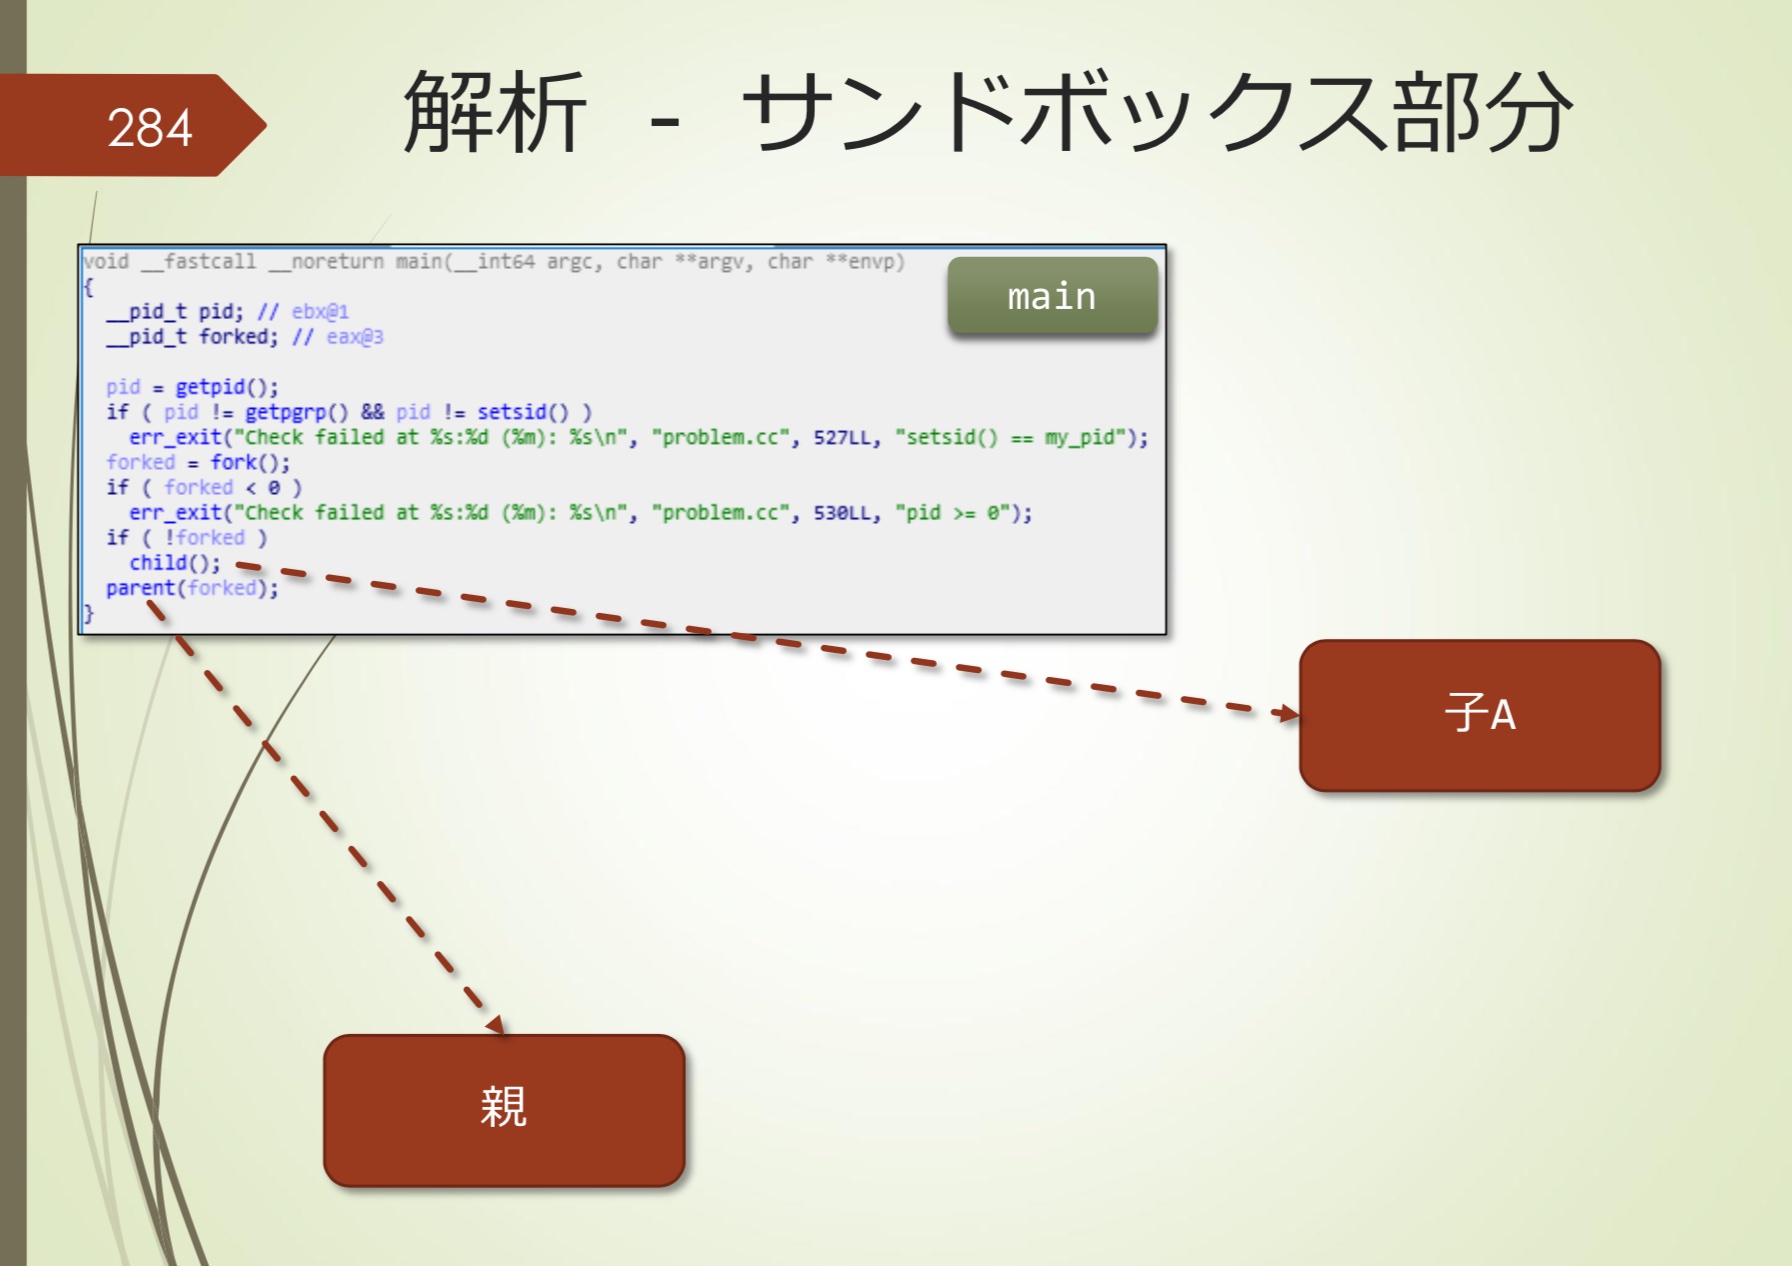 284
解析 - サンドボックス部分
void __fastcall __noreturn main(__int64 argc, char **argv, char **envp)
{
  __pid_t pid; // ebx@1
  __pid_t forked; // eax@3
  pid = getpid();
  if ( pid != getpgrp() && pid != setsid() )
    err_exit("Check failed at %s:%d (%m): %s\n", "problem.cc", 527LL, "setsid() == my_pid");
  forked = fork();
  if ( forked < 0 )
    err_exit("Check failed at %s:%d (%m): %s\n", "problem.cc", 530LL, "pid >= 0");
  if ( !forked )
    child();
  parent(forked);
}
main
子A
親